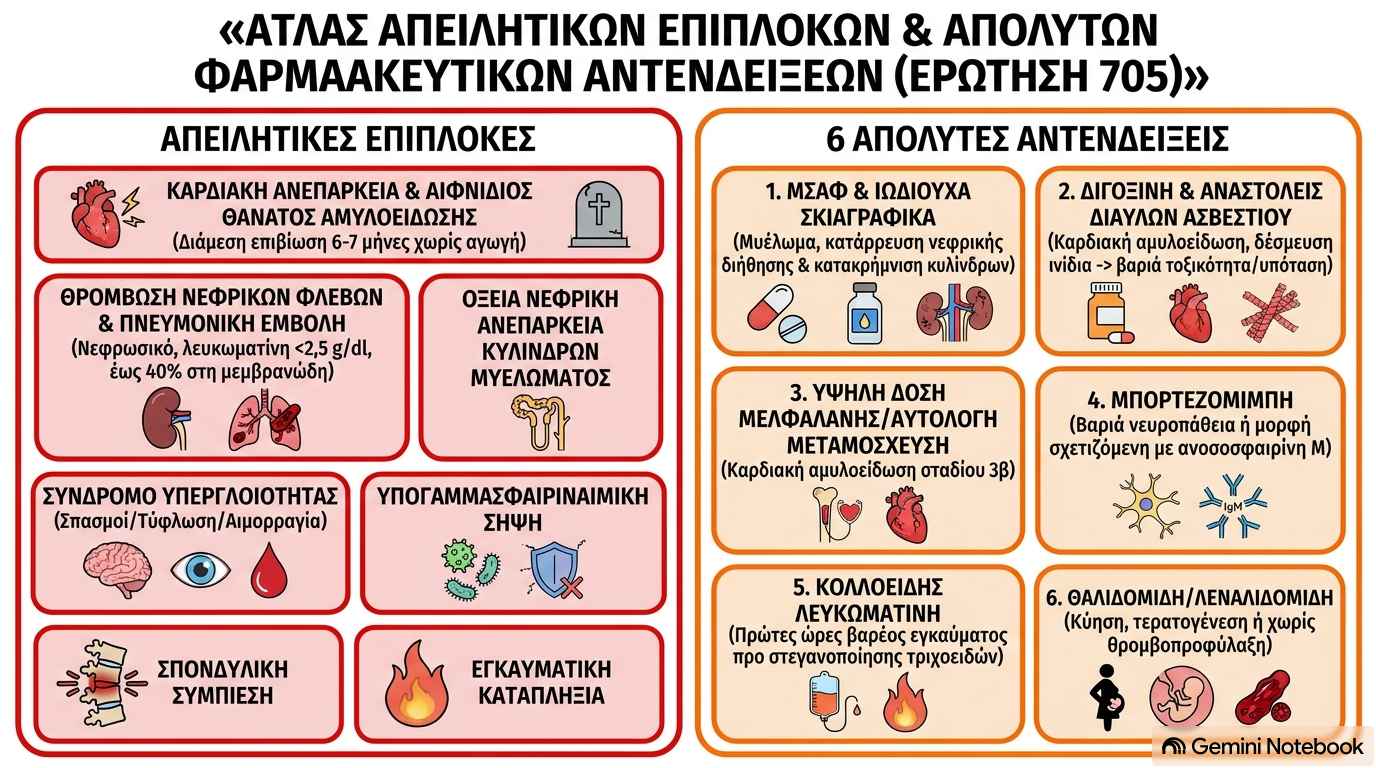 «ΑΤΛΑΣ ΑΠΕΙΛΗΤΙΚΩΝ ΕΠΙΠΛΟΚΩΝ & ΑΠΟΛΥΤΩΝ
ΦΑΡΜΑΑΚΕΥΤΙΚΩΝ ΑΝΤΕΝΔΕΙΞΕΩΝ (ΕΡΩΤΗΣΗ 705)»
ΑΠΕΙΛΗΤΙΚΕΣ ΕΠΙΠΛΟΚΕΣ
ΚΑΡΔΙΑΚΗ ΑΝΕΠΑΡΚΕΙΑ & ΑΙΦΝΙΔΙΟΣ
ΘΑΝΑΤΟΣ ΑΜΥΛΟΕΙΔΩΣΗΣ
(Διάμεση επιβίωση 6-7 μήνες χωρίς αγωγή)
ΘΡΟΜΒΩΣΗ ΝΕΦΡΙΚΩΝ ΦΛΕΒΩΝ
& ΠΝΕΥΜΟΝΙΚΗ ΕΜΒΟΛΗ
(Νεφρωσικό, λευκωματίνη <2,5 g/dl,
έως 40% στη μεμβρανώδη)
ΟΞΕΙΑ ΝΕΦΡΙΚΗ
ΑΝΕΠΑΡΚΕΙΑ
ΚΥΛΙΝΔΡΩΝ
ΜΥΕΛΩΜΑΤΟΣ
ΣΥΝΔΡΟΜΟ ΥΠΕΡΓΛΟΙΟΤΗΤΑΣ
(Σπασμοί/Τύφλωση/Αιμορραγία)
ΥΠΟΓΑΜΜΑΣΦΑΙΡΙΝΑΙΜΙΚΗ
ΣΗΨΗ
ΣΠΟΝΔΥΛΙΚΗ
ΣΥΜΠΙΕΣΗ
ΕΓΚΑΥΜΑΤΙΚΗ
ΚΑΤΑΠΛΗΞΙΑ
6 ΑΠΟΛΥΤΕΣ ΑΝΤΕΝΔΕΙΞΕΙΣ
1. ΜΣΑΦ & ΙΩΔΙΟΥΧΑ
ΣΚΙΑΓΡΑΦΙΚΑ
(Μυέλωμα, κατάρρευση νεφρικής
διήθησης & κατακρήμνιση κυλίνδρων)
2. ΔΙΓΟΞΙΝΗ & ΑΝΑΣΤΟΛΕΙΣ
ΔΙΑΥΛΩΝ ΑΣΒΕΣΤΙΟΥ
(Καρδιακή αμυλοείδωση, δέσμευση
ινίδια -> βαριά τοξικότητα/υπόταση)
3. ΥΨΗΛΗ ΔΟΣΗ
ΜΕΛΦΑΛΑΝΗΣ/ΑΥΤΟΛΟΓΗ
ΜΕΤΑΜΟΣΧΕΥΣΗ
(Καρδιακή αμυλοείδωση σταδίου 3β)
4. ΜΠΟΡΤΕΖΟΜΙΜΠΗ
(Βαριά νευροπάθεια ή μορφή
σχετιζόμενη με ανοσοσφαιρίνη Μ)
IgM
5. ΚΟΛΛΟΕΙΔΗΣ
ΛΕΥΚΩΜΑΤΙΝΗ
(Πρώτες ώρες βαρέος εγκαύματος
προ στεγανοποίησης τριχοειδών)
6. ΘΑΛΙΔΟΜΙΔΗ/ΛΕΝΑΛΙΔΟΜΙΔΗ
(Κύηση, τερατογένεση ή χωρίς
θρομβοπροφύλαξη)
Gemini Notebook